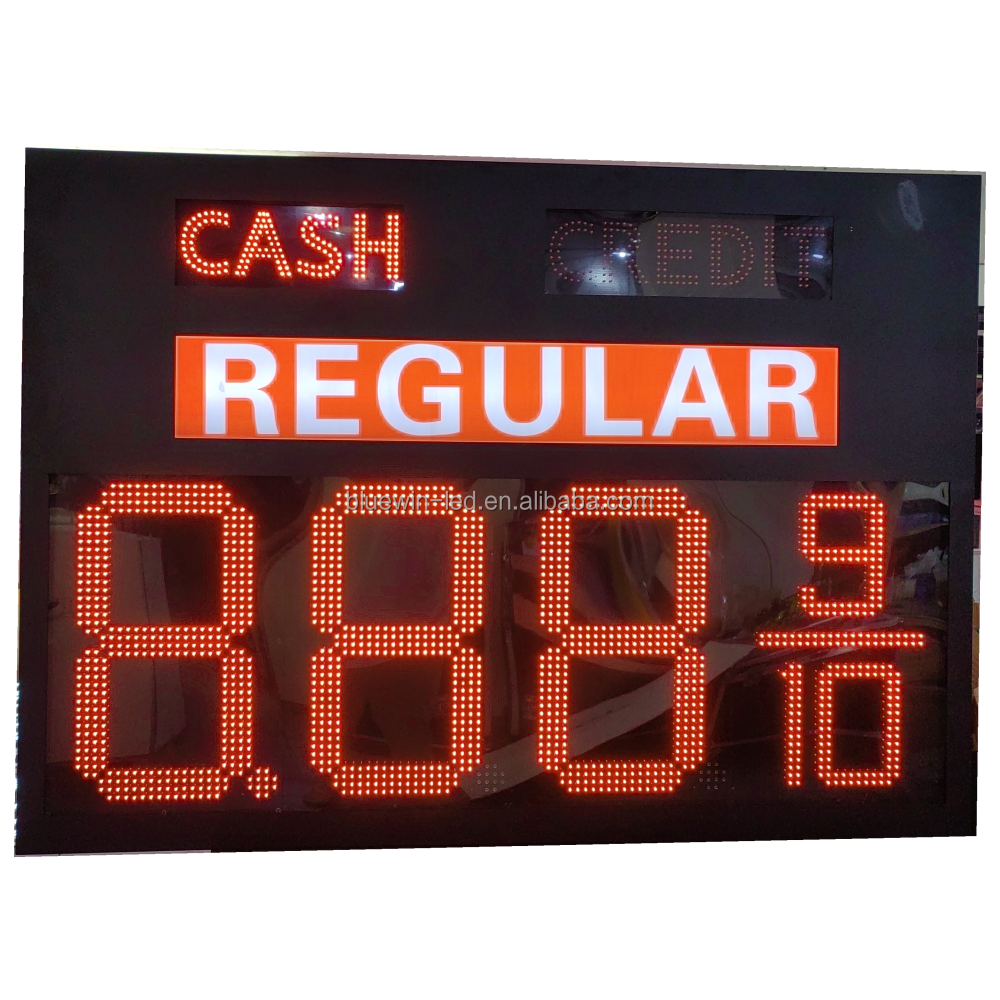 CASH CREDIT
REGULAR
bluewin-led.en.alibaba.com
8.88 9/10